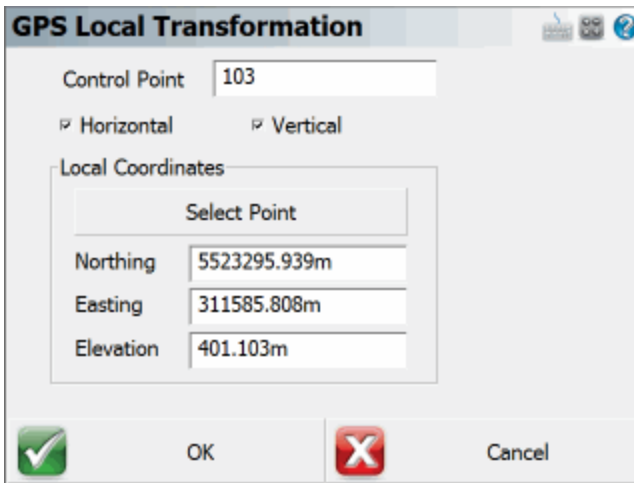 GPS Local Transformation
Control Point 103
Horizontal Vertical
Local Coordinates
Select Point
Northing 5523295.939m
Easting 311585.808m
Elevation 401.103m
OK Cancel